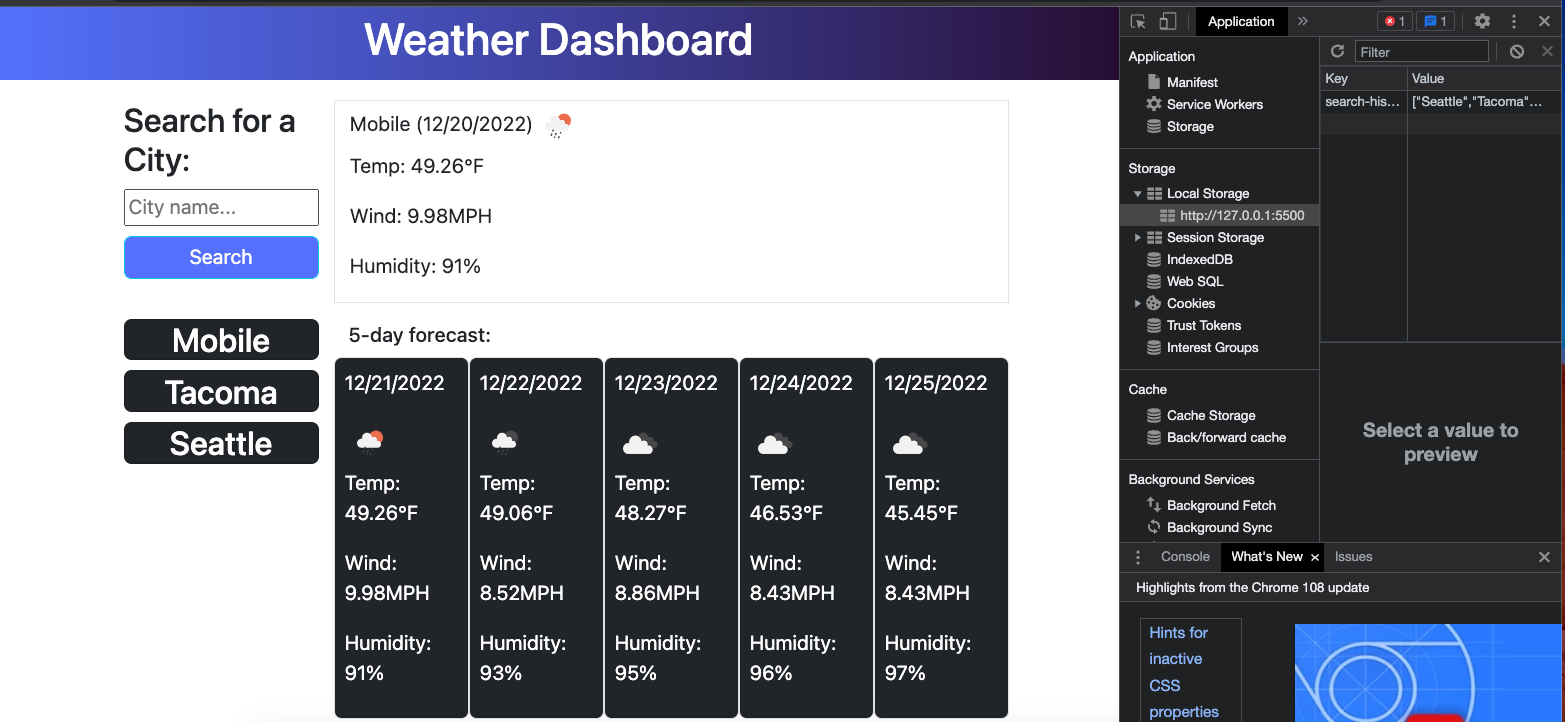 Weather Dashboard
Search for a
City:
City name...
Search
Mobile
Tacoma
Seattle
Mobile (12/20/2022)
Temp: 49.26°F
Wind: 9.98MPH
Humidity: 91%
5-day forecast:
12/21/2022
Temp:
49.26°F
Wind:
9.98MPH
Humidity:
91%
12/22/2022
Temp:
49.06°F
Wind:
8.52MPH
Humidity:
93%
12/23/2022
Temp:
48.27°F
Wind:
8.86MPH
Humidity:
95%
12/24/2022
Temp:
46.53°F
Wind:
8.43MPH
Humidity:
96%
12/25/2022
Temp:
45.45°F
Wind:
8.43MPH
Humidity:
97%
Application
1
1
Application
Manifest
Service Workers
Storage
Storage
Local Storage
http://127.0.0.1:5500
Session Storage
IndexedDB
Web SQL
Cookies
Trust Tokens
Interest Groups
Cache
Cache Storage
Back/forward cache
Background Services
Background Fetch
Background Sync
Filter
Key Value
search-his... ["Seattle","Tacoma"...
Select a value to
preview
Console What's New Issues
Highlights from the Chrome 108 update
Hints for
inactive
CSS
properties